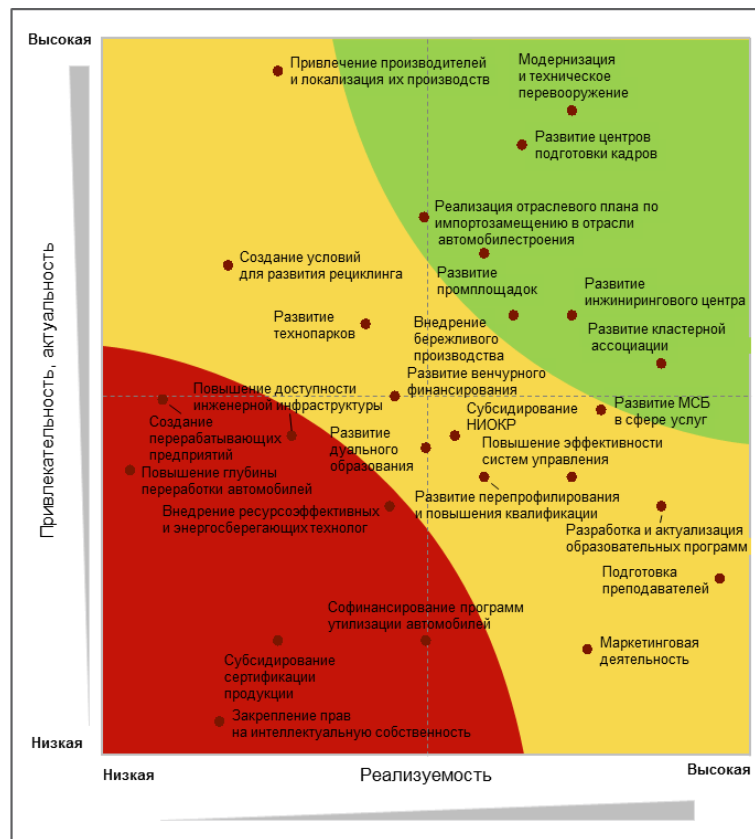 Высокая
Привлечение производителей
и локализация их производств
Модернизация
и техническое
перевооружение
Развитие центров
подготовки кадров
Реализация отраслевого плана по
импортозамещению в отрасли
автомобилестроения
Создание условий
для развития рециклинга
Развитие
промплощадок
Развитие
инжинирингового центра
Развитие
технопарков
Внедрение
бережливого
производства
Развитие кластерной
ассоциации
Развитие венчурного
финансирования
Повышение доступности
инженерной инфраструктуры
Создание
перерабатывающих
предприятий
Субсидирование
НИОКР
Развитие МСБ
в сфере услуг
Развитие
дуального
образования
Повышение эффективности
систем управления
Повышение глубины
переработки автомобилей
Внедрение ресурсоэффективных
и энергосберегающих технолог
Развитие перепрофилирования
и повышения квалификации
Разработка и актуализация
образовательных программ
Подготовка
преподавателей
Софинансирование программ
утилизации автомобилей
Маркетинговая
деятельность
Субсидирование
сертификации
продукции
Закрепление прав
на интеллектуальную собственность
Привлекательность, актуальность
Низкая
Низкая
Реализуемость
Высокая